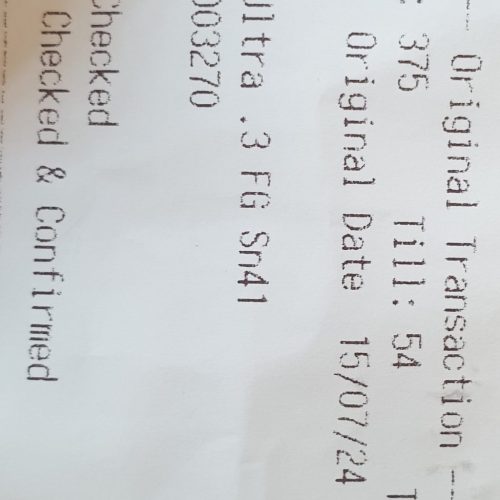 -- Original Transaction --
: 375 Till: 54 T
Original Date 15/07/24
ultra .3 FG Sn41
003270
Checked
Checked & Confirmed